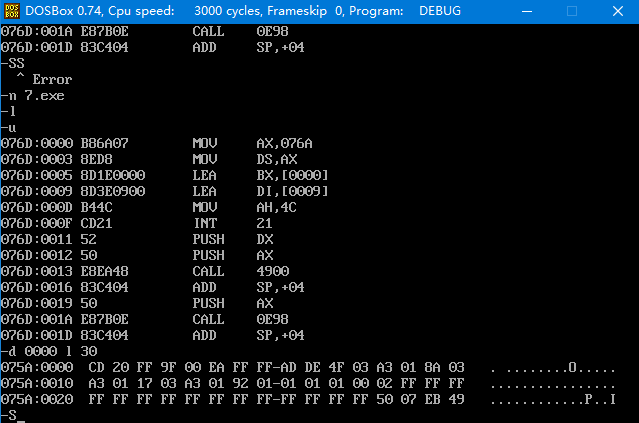 DOSBox 0.74, Cpu speed: 3000 cycles, Frameskip 0, Program: DEBUG
076D:001A E87B0E CALL 0E98
076D:001D 83C404 ADD SP,+04
-SS
^ Error
-n 7.exe
-l
-u
076D:0000 B86A07 MOV AX,076A
076D:0003 8ED8 MOV DS,AX
076D:0005 8D1E0000 LEA BX,[0000]
076D:0009 8D3E0900 LEA DI,[0009]
076D:000D B44C MOV AH,4C
076D:000F CD21 INT 21
076D:0011 52 PUSH DX
076D:0012 50 PUSH AX
076D:0013 E8EA48 CALL 4900
076D:0016 83C404 ADD SP,+04
076D:0019 50 PUSH AX
076D:001A E87B0E CALL 0E98
076D:001D 83C404 ADD SP,+04
-d 0000 l 30
075A:0000 CD 20 FF 9F 00 EA FF FF-AD DE 4F 03 A3 01 8A 03 . ........O.....
075A:0010 A3 01 17 03 A3 01 92 01-01 01 01 00 02 FF FF FF ................
075A:0020 FF FF FF FF FF FF FF FF-FF FF FF FF 50 07 EB 49 ............P..I
-S_